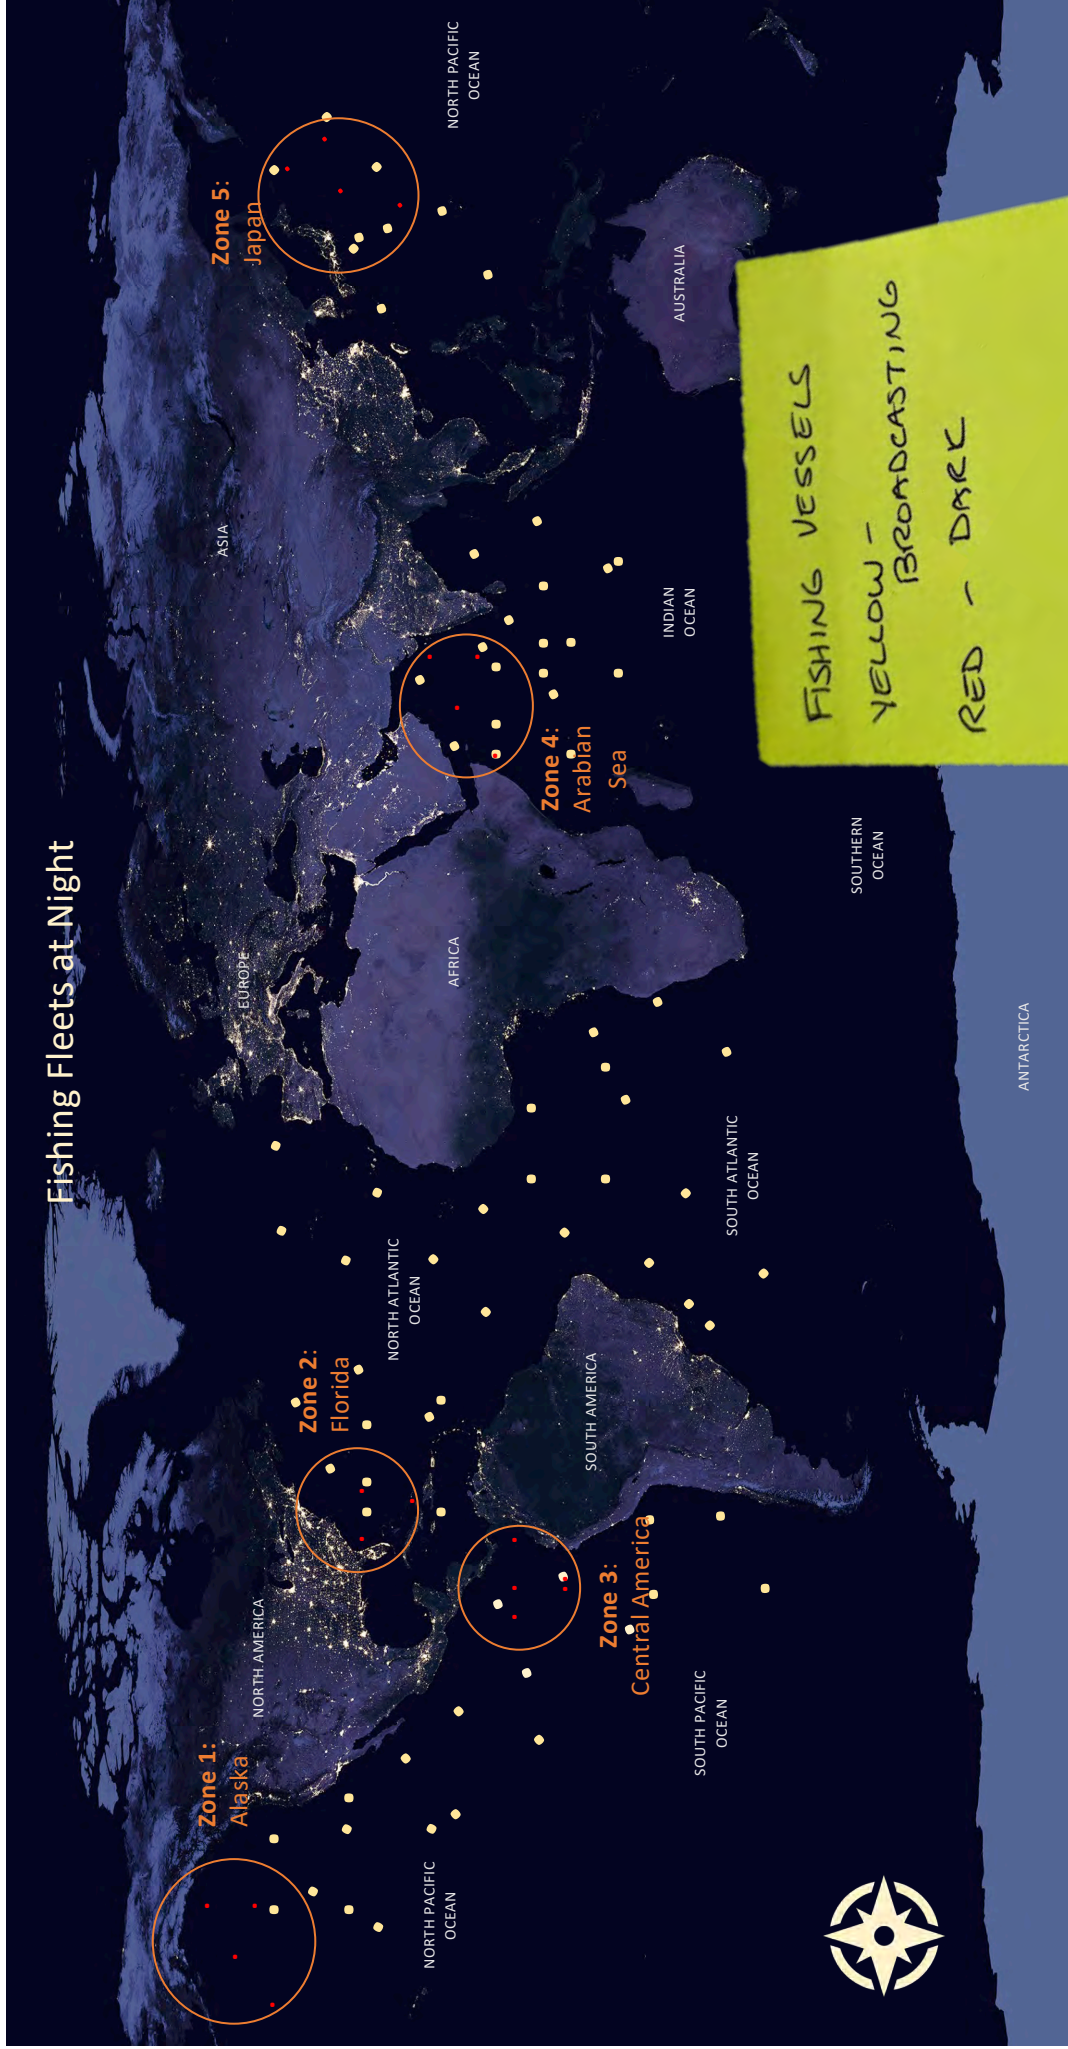 Fishing Fleets at Night
Zone 1:
Alaska
Zone 2:
Florida
Zone 3:
Central America
Zone 4:
Arabian
Sea
Zone 5:
Japan
NORTH AMERICA
SOUTH AMERICA
EUROPE
AFRICA
ASIA
AUSTRALIA
ANTARCTICA
NORTH PACIFIC
OCEAN
SOUTH PACIFIC
OCEAN
NORTH ATLANTIC
OCEAN
SOUTH ATLANTIC
OCEAN
SOUTHERN
OCEAN
INDIAN
OCEAN
NORTH PACIFIC
OCEAN
FISHING VESSELS
YELLOW -
BROADCASTING
RED - DARK